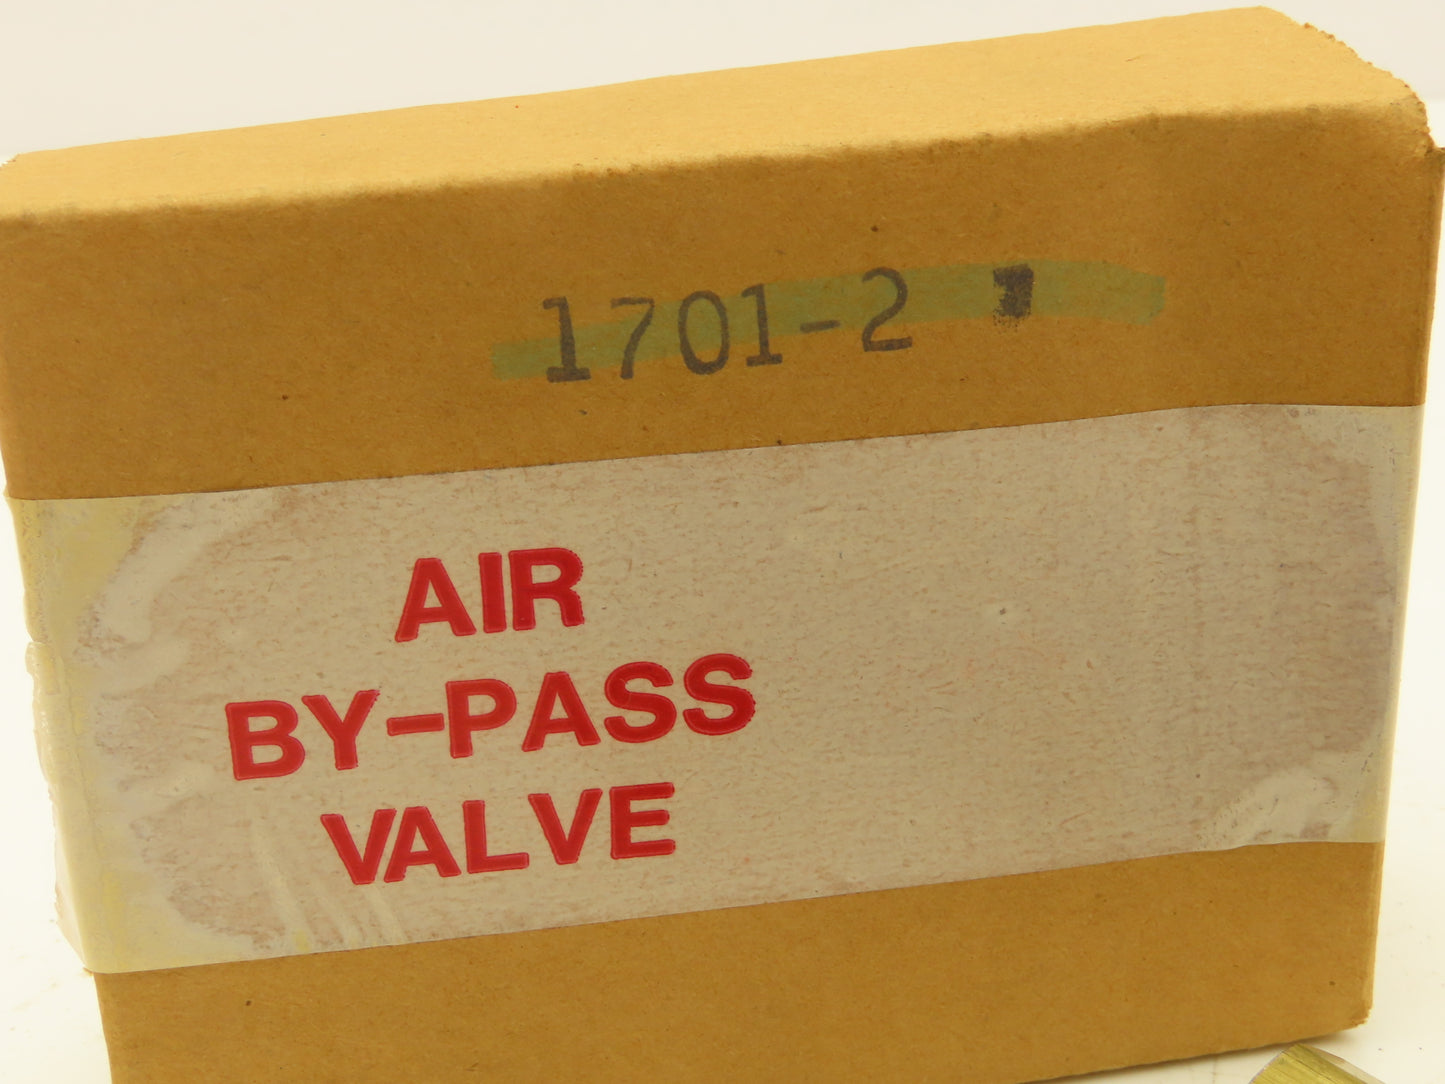 1701-2
AIR
BY-PASS
VALVE